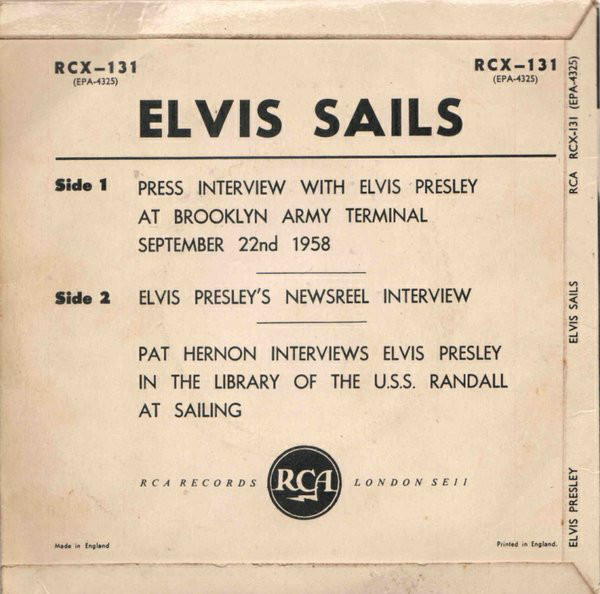 RCX-131 RCX-131
(EPA-4325) (EPA-4325)
ELVIS SAILS
Side 1 PRESS INTERVIEW WITH ELVIS PRESLEY
AT BROOKLYN ARMY TERMINAL
SEPTEMBER 22nd 1958
Side 2 ELVIS PRESLEY'S NEWSREEL INTERVIEW
PAT HERNON INTERVIEWS ELVIS PRESLEY
IN THE LIBRARY OF THE U.S.S. RANDALL
AT SAILING
RCA RECORDS RCA LONDON SE11
Made in England Printed in England.
ELVIS PRESLEY ELVIS SAILS RCA RCX-131 (EPA-4325)